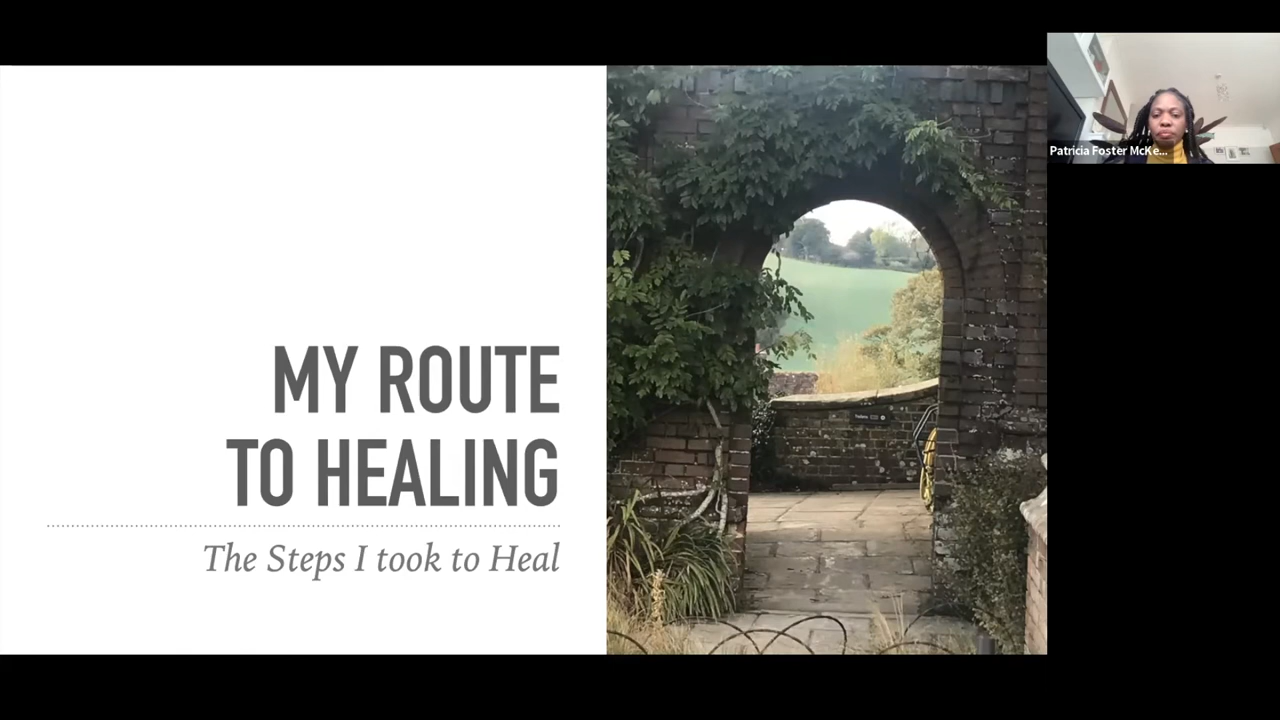 MY ROUTE
TO HEALING
The Steps I took to Heal
Patricia Foster McKe...